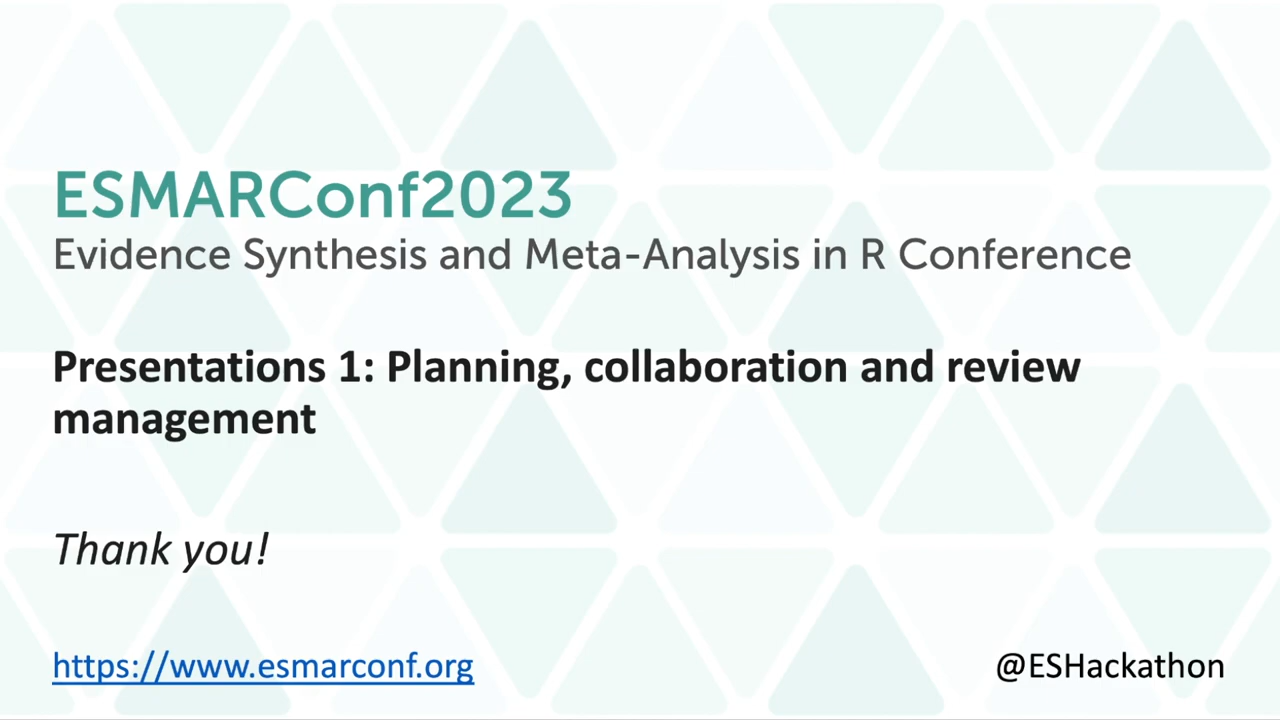 ESMARConf2023
Evidence Synthesis and Meta-Analysis in R Conference
Presentations 1: Planning, collaboration and review
management
Thank you!
https://www.esmarconf.org
@ESHackathon